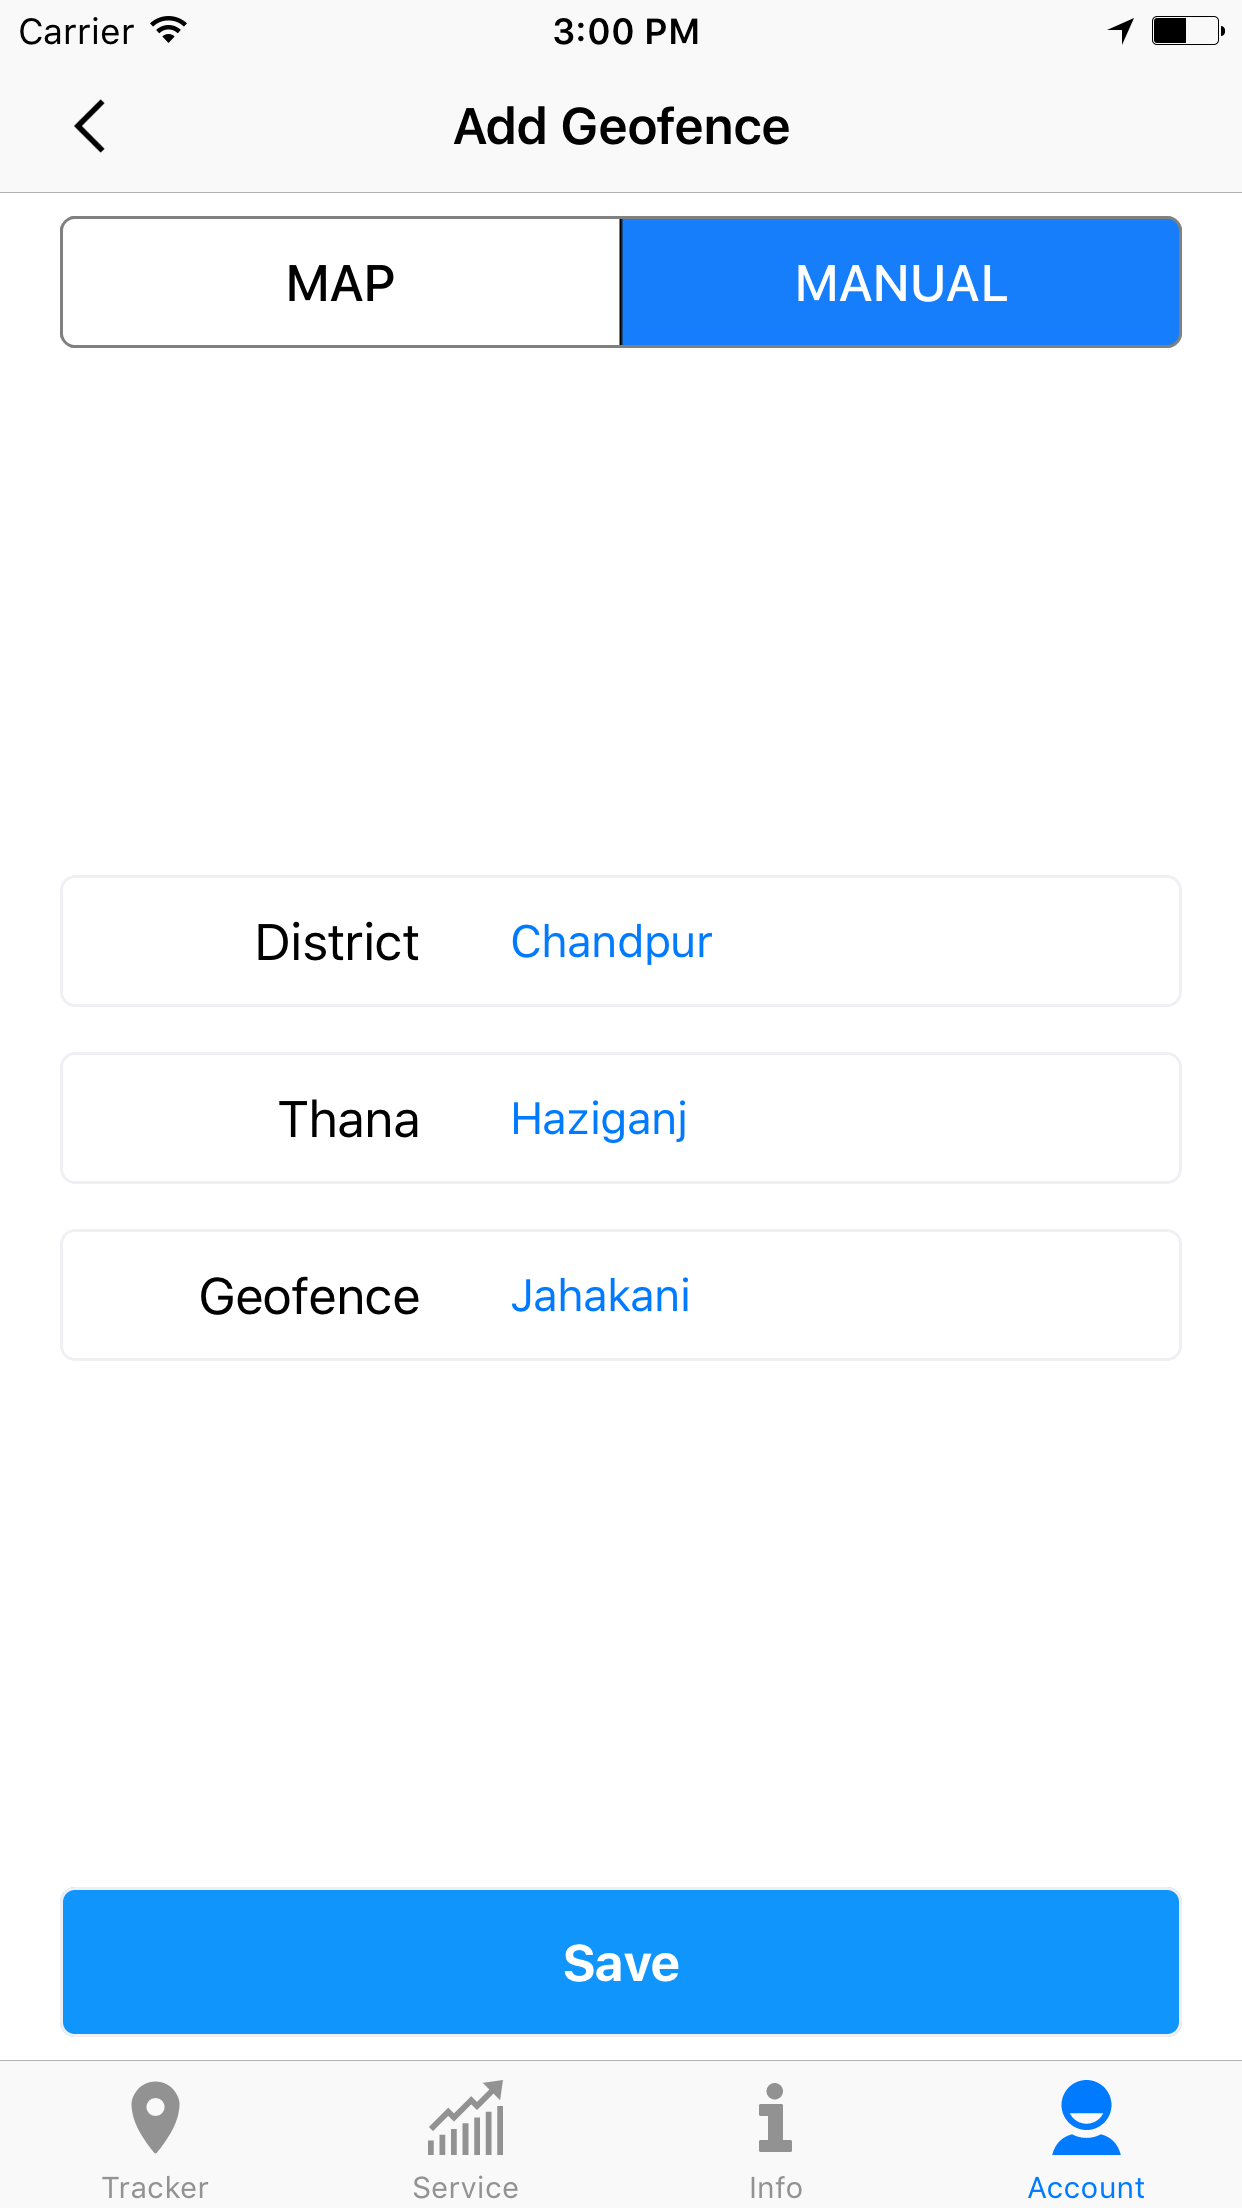 Carrier 3:00 PM
Add Geofence
MAP MANUAL
District Chandpur
Thana Haziganj
Geofence Jahakani
Save
Tracker Service Info Account